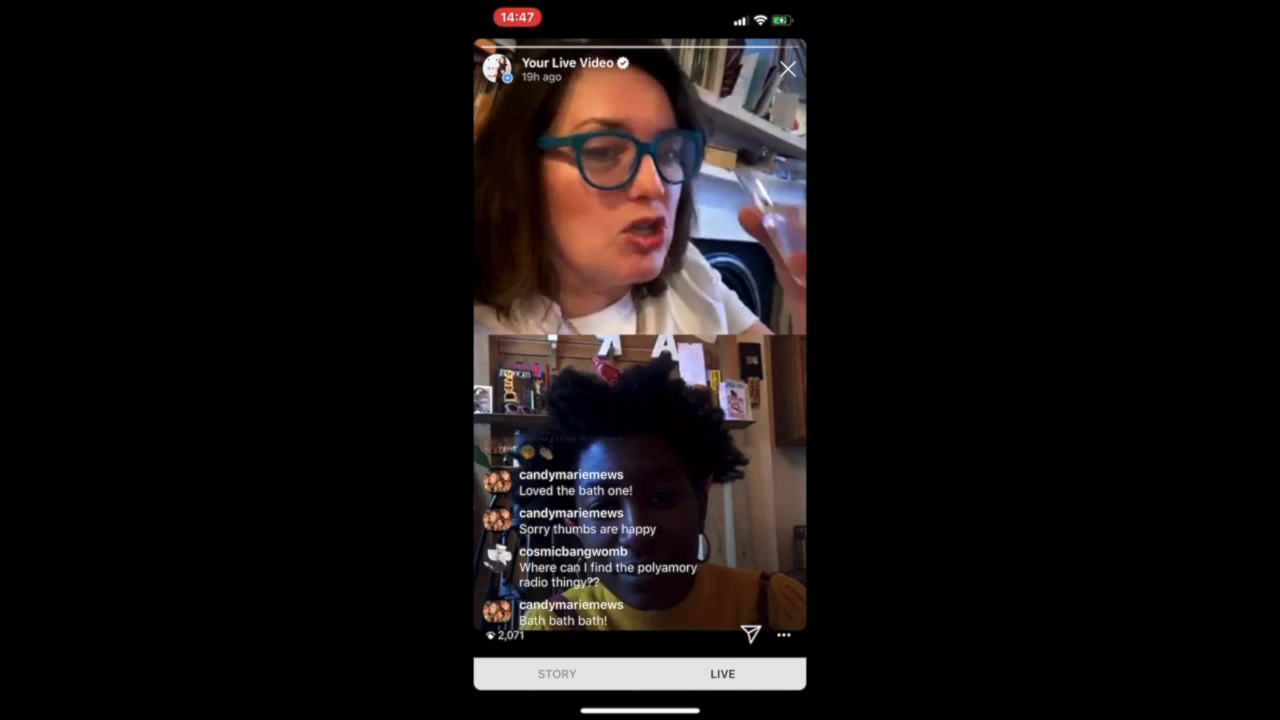 14:47
Your Live Video
19h ago
candymariemews
Loved the bath one!
candymariemews
Sorry thumbs are happy
cosmicbangwomb
Where can I find the polyamory
radio thingy??
candymariemews
Bath bath bath!
2,071
STORY
LIVE